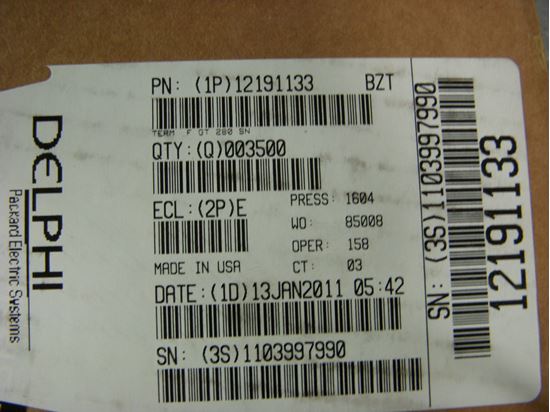 PN: (1P)12191133 BZT
TERM F GT 280 SN
QTY:(Q)003500
ECL:(2P)E
PRESS: 1604
WO: 85008
OPER: 158
CT: 03
MADE IN USA
DATE:(1D)13JAN2011 05:42
SN: (3S)1103997990
DELPHI
Packard Electric Systems
SN: (3S)1103997990
12191133